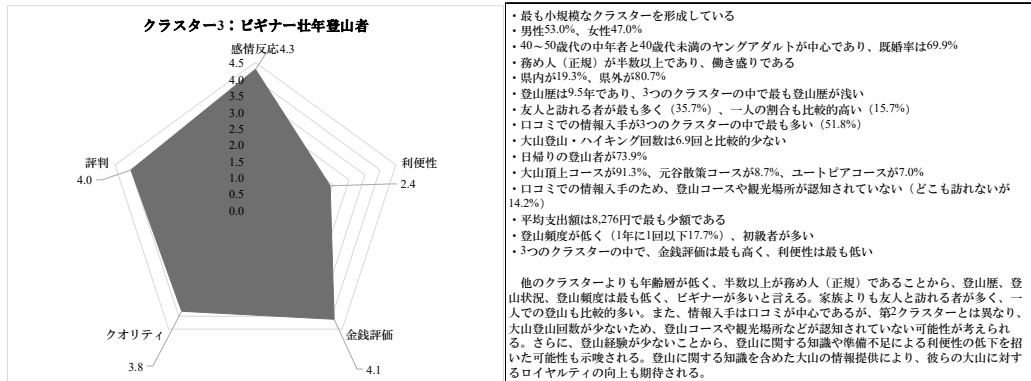 クラスター3：ビギナー壮年登山者
感情反応4.3
4.5
4.0
3.5
3.0
2.5
2.0
1.5
1.0
0.5
0.0
利便性
2.4
金銭評価
4.1
クオリティ
3.8
評判
4.0
・最も小規模なクラスターを形成している
・男性53.0%、女性47.0%
・40～50歳代の中年者と40歳代未満のヤングアダルトが中心であり、既婚率は69.9%
・務め人（正規）が半数以上であり、働き盛りである
・県内が19.3%、県外が80.7%
・登山歴は9.5年であり、3つのクラスターの中で最も登山歴が浅い
・友人と訪れる者が最も多く（35.7%）、一人の割合も比較的高い（15.7%）
・口コミでの情報入手が3つのクラスターの中で最も多い（51.8%）
・大山登山・ハイキング回数は6.9回と比較的少ない
・日帰りの登山者が73.9%
・大山頂上コースが91.3%、元谷散策コースが8.7%、ユートピアコースが7.0%
・口コミでの情報入手のため、登山コースや観光場所が認知されていない（どこも訪れないが
14.2%）
・平均支出額は8,276円で最も少額である
・登山頻度が低く（1年に1回以下17.7%）、初級者が多い
・3つのクラスターの中で、金銭評価は最も高く、利便性は最も低い
他のクラスターよりも年齢層が低く、半数以上が務め人（正規）であることから、登山歴、登
山状況、登山頻度は最も低く、ビギナーが多いと言える。家族よりも友人と訪れる者が多く、一
人での登山も比較的多い。また、情報入手は口コミが中心であるが、第2クラスターとは異なり、
大山登山回数が少ないため、登山コースや観光場所などが認知されていない可能性が考えられ
る。さらに、登山経験が少ないことから、登山に関する知識や準備不足による利便性の低下を招
いた可能性も示唆される。登山に関する知識を含めた大山の情報提供により、彼らの大山に対す
るロイヤルティの向上も期待される。